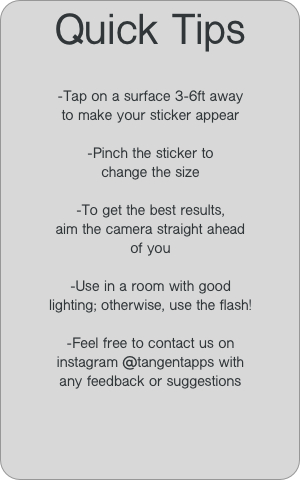 Quick Tips
-Tap on a surface 3-6ft away
to make your sticker appear
-Pinch the sticker to
change the size
-To get the best results,
aim the camera straight ahead
of you
-Use in a room with good
lighting; otherwise, use the flash!
-Feel free to contact us on
instagram @tangentapps with
any feedback or suggestions